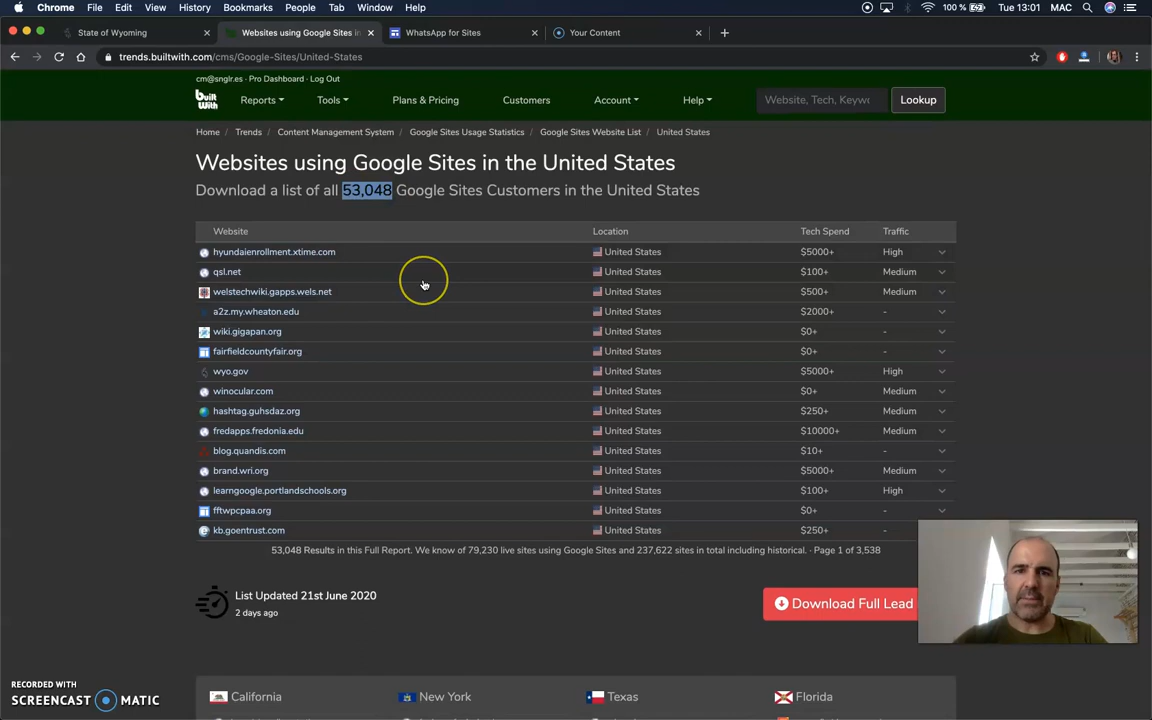 Chrome File Edit View History Bookmarks People Tab Window Help 100 % Tue 13:01 MAC
State of Wyoming Websites using Google Sites in WhatsApp for Sites Your Content
trends.builtwith.com/cms/Google-Sites/United-States
cm@snglr.es - Pro Dashboard - Log Out
built With Reports Tools Plans & Pricing Customers Account Help Website, Tech, Keyw Lookup
Home / Trends / Content Management System / Google Sites Usage Statistics / Google Sites Website List / United States
Websites using Google Sites in the United States
Download a list of all 53,048 Google Sites Customers in the United States
Website Location Tech Spend Traffic
hyundaienrollment.xtime.com United States $5000+ High
qsl.net United States $100+ Medium
welstechwiki.gapps.wels.net United States $500+ Medium
a2z.my.wheaton.edu United States $2000+ -
wiki.gigapan.org United States $0+ -
fairfieldcountyfair.org United States $0+ -
wyo.gov United States $5000+ High
winocular.com United States $0+ Medium
hashtag.guhsdaz.org United States $250+ Medium
fredapps.fredonia.edu United States $10000+ Medium
blog.quandis.com United States $10+ -
brand.wri.org United States $5000+ Medium
learngoogle.portlandschools.org United States $100+ High
fftwpcpaa.org United States $0+ -
kb.goentrust.com United States $250+ -
53,048 Results in this Full Report. We know of 79,230 live sites using Google Sites and 237,622 sites in total including historical. · Page 1 of 3,538
List Updated 21st June 2020
2 days ago
Download Full Lead
RECORDED WITH
SCREENCAST MATIC
California New York Texas Florida